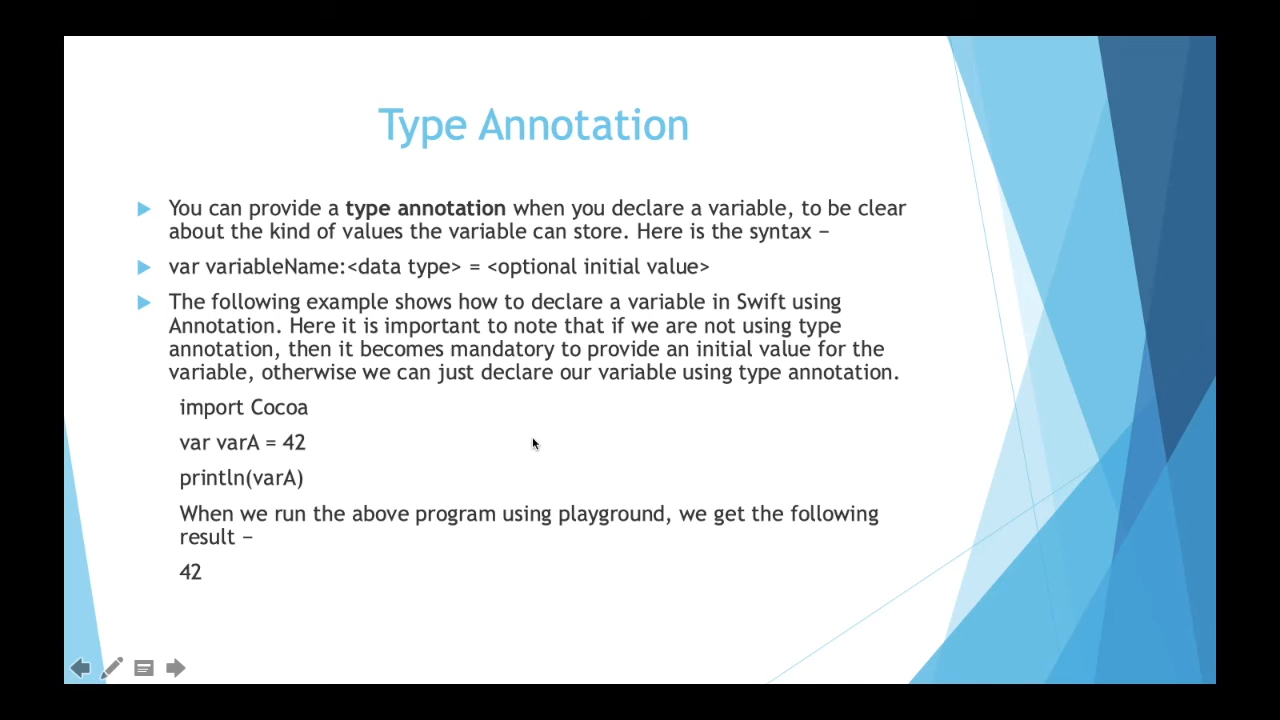 Type Annotation
You can provide a type annotation when you declare a variable, to be clear
about the kind of values the variable can store. Here is the syntax −
var variableName:<data type> = <optional initial value>
The following example shows how to declare a variable in Swift using
Annotation. Here it is important to note that if we are not using type
annotation, then it becomes mandatory to provide an initial value for the
variable, otherwise we can just declare our variable using type annotation.
import Cocoa
var varA = 42
println(varA)
When we run the above program using playground, we get the following
result −
42